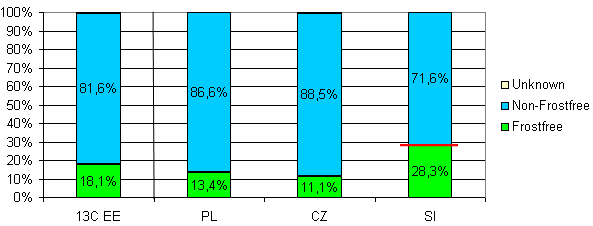 100%
90%
80%
70%
60%
50%
40%
30%
20%
10%
0%
81,6%
86,6%
88,5%
71,6%
18,1%
13,4%
11,1%
28,3%
13C EE
PL
CZ
SI
Unknown
Non-Frostfree
Frostfree